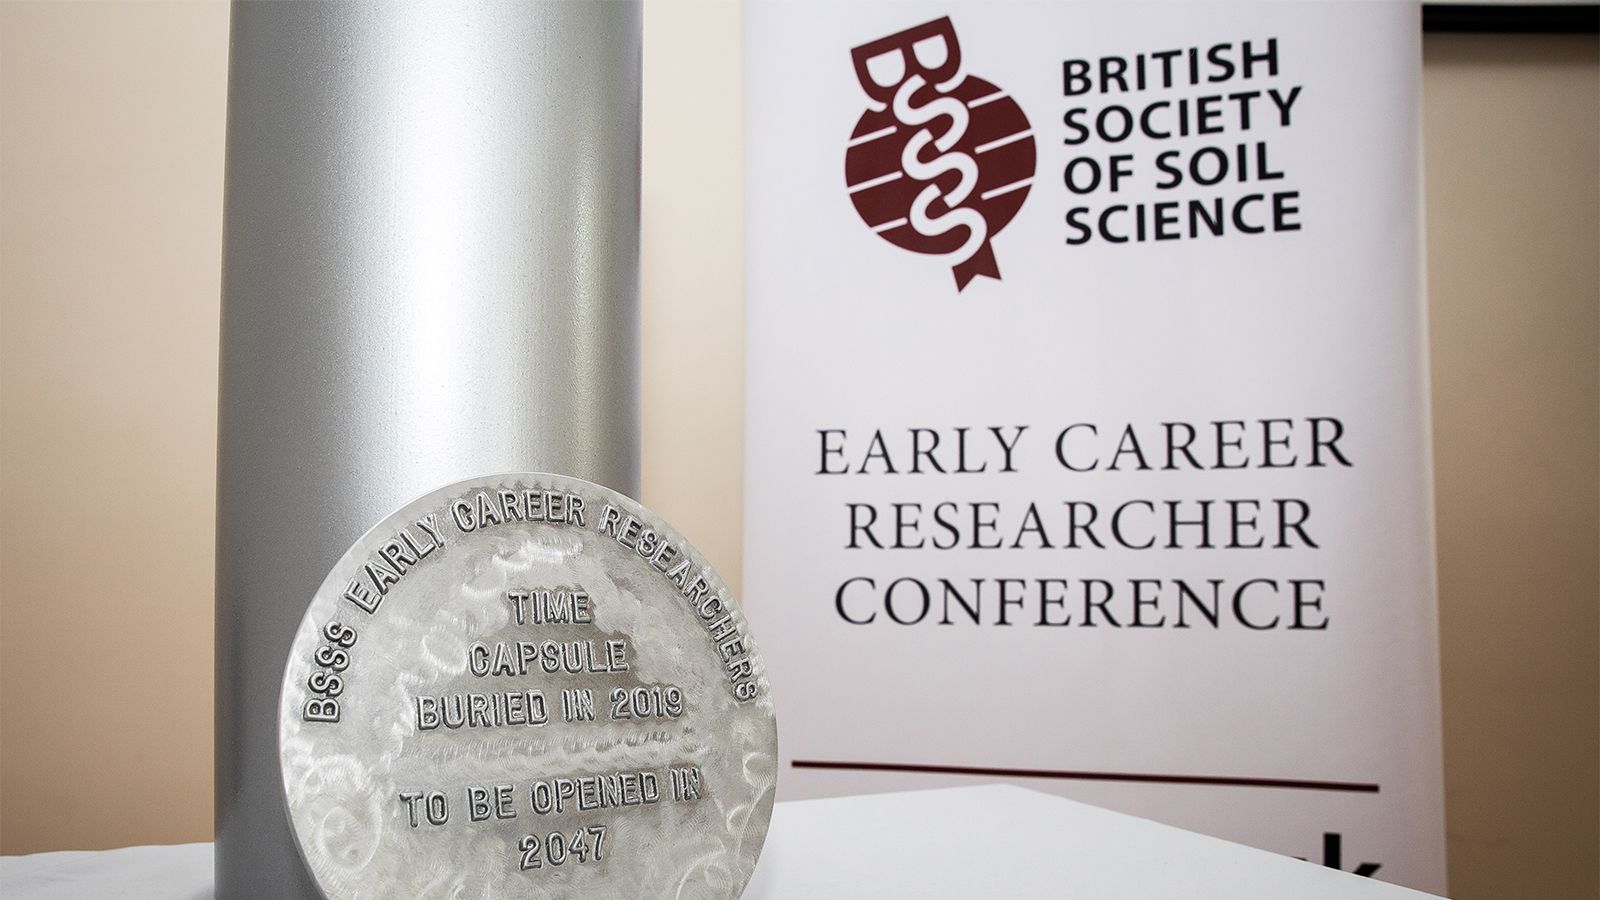 BSSS EARLY CAREER RESEARCHERS
TIME
CAPSULE
BURIED IN 2019
TO BE OPENED IN
2047
BSSS
BRITISH
SOCIETY
OF SOIL
SCIENCE
EARLY CAREER
RESEARCHER
CONFERENCE